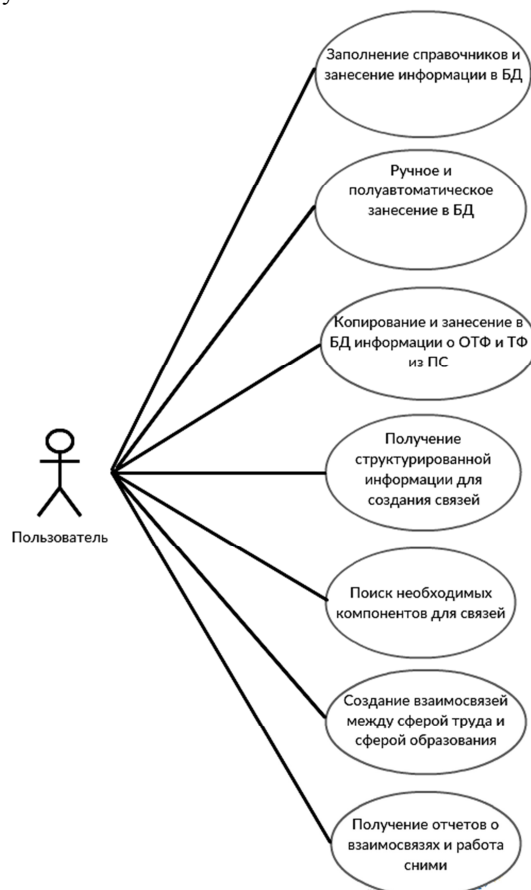 Заполнение справочников и
занесение информации в БД
Ручное и
полуавтоматическое
занесение в БД
Копирование и занесение в
БД информации о ОТФ и ТФ
из ПС
Получение
структурированной
информации для
создания связей
Пользователь
Поиск необходимых
компонентов для связей
Создание взаимосвязей
между сферой труда и
сферой образования
Получение отчетов о
взаимосвязях и работа
сними